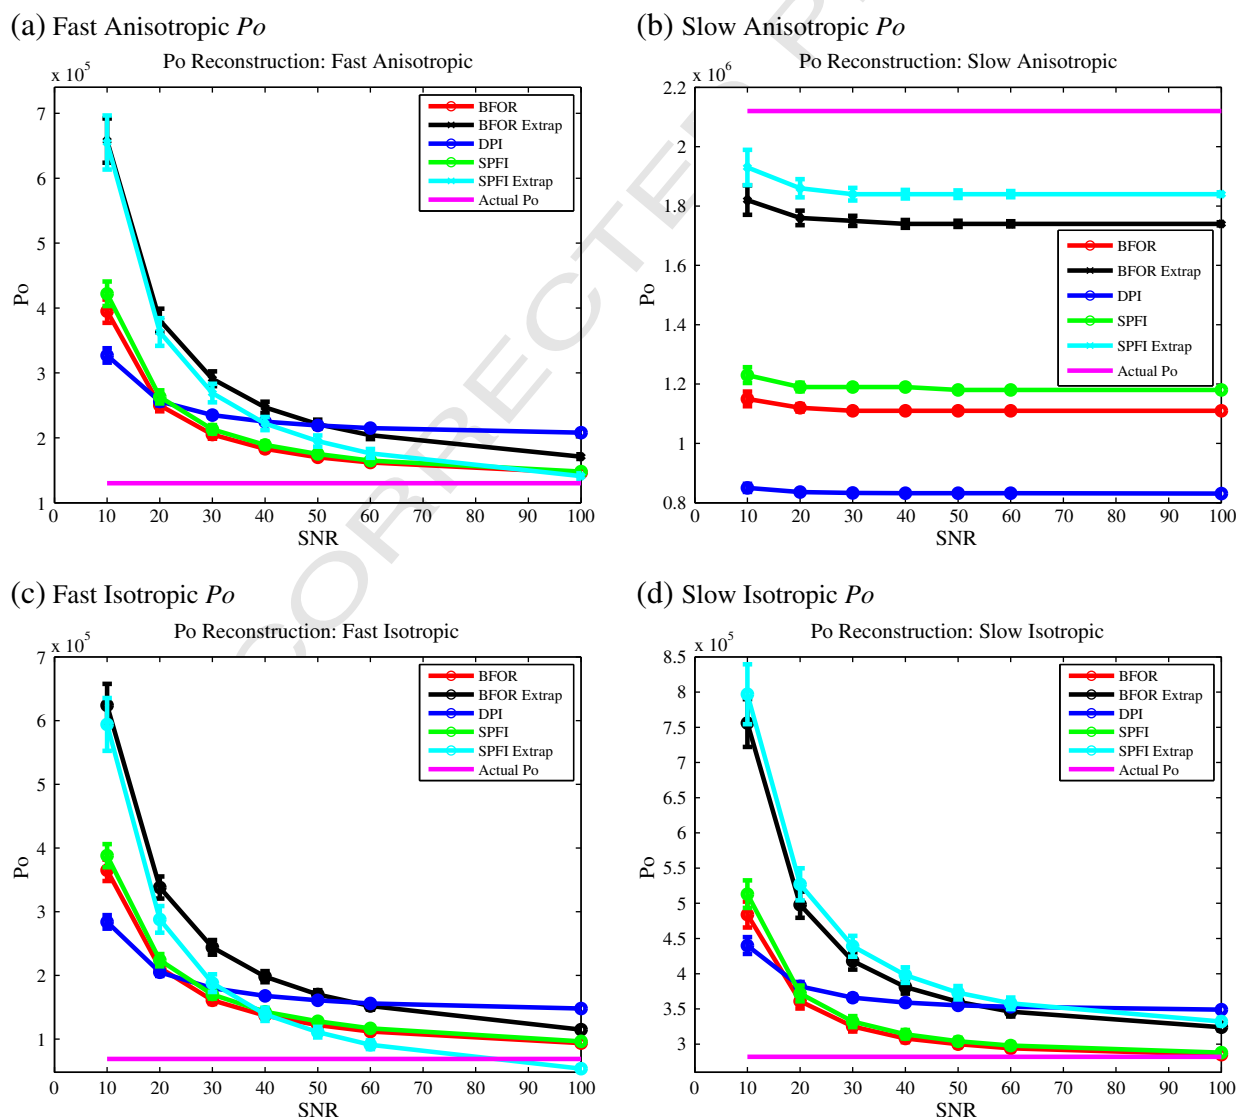 (a) Fast Anisotropic Po
Po Reconstruction: Fast Anisotropic
x 10^5
7
6
5
4
3
2
1
Po
0 10 20 30 40 50 60 70 80 90 100
SNR
BFOR
BFOR Extrap
DPI
SPFI
SPFI Extrap
Actual Po
(b) Slow Anisotropic Po
Po Reconstruction: Slow Anisotropic
x 10^6
2.2
2
1.8
1.6
1.4
1.2
1
0.8
Po
0 10 20 30 40 50 60 70 80 90 100
SNR
BFOR
BFOR Extrap
DPI
SPFI
SPFI Extrap
Actual Po
(c) Fast Isotropic Po
Po Reconstruction: Fast Isotropic
x 10^5
7
6
5
4
3
2
1
Po
0 10 20 30 40 50 60 70 80 90 100
SNR
BFOR
BFOR Extrap
DPI
SPFI
SPFI Extrap
Actual Po
(d) Slow Isotropic Po
Po Reconstruction: Slow Isotropic
x 10^5
8.5
8
7.5
7
6.5
6
5.5
5
4.5
4
3.5
3
Po
0 10 20 30 40 50 60 70 80 90 100
SNR
BFOR
BFOR Extrap
DPI
SPFI
SPFI Extrap
Actual Po